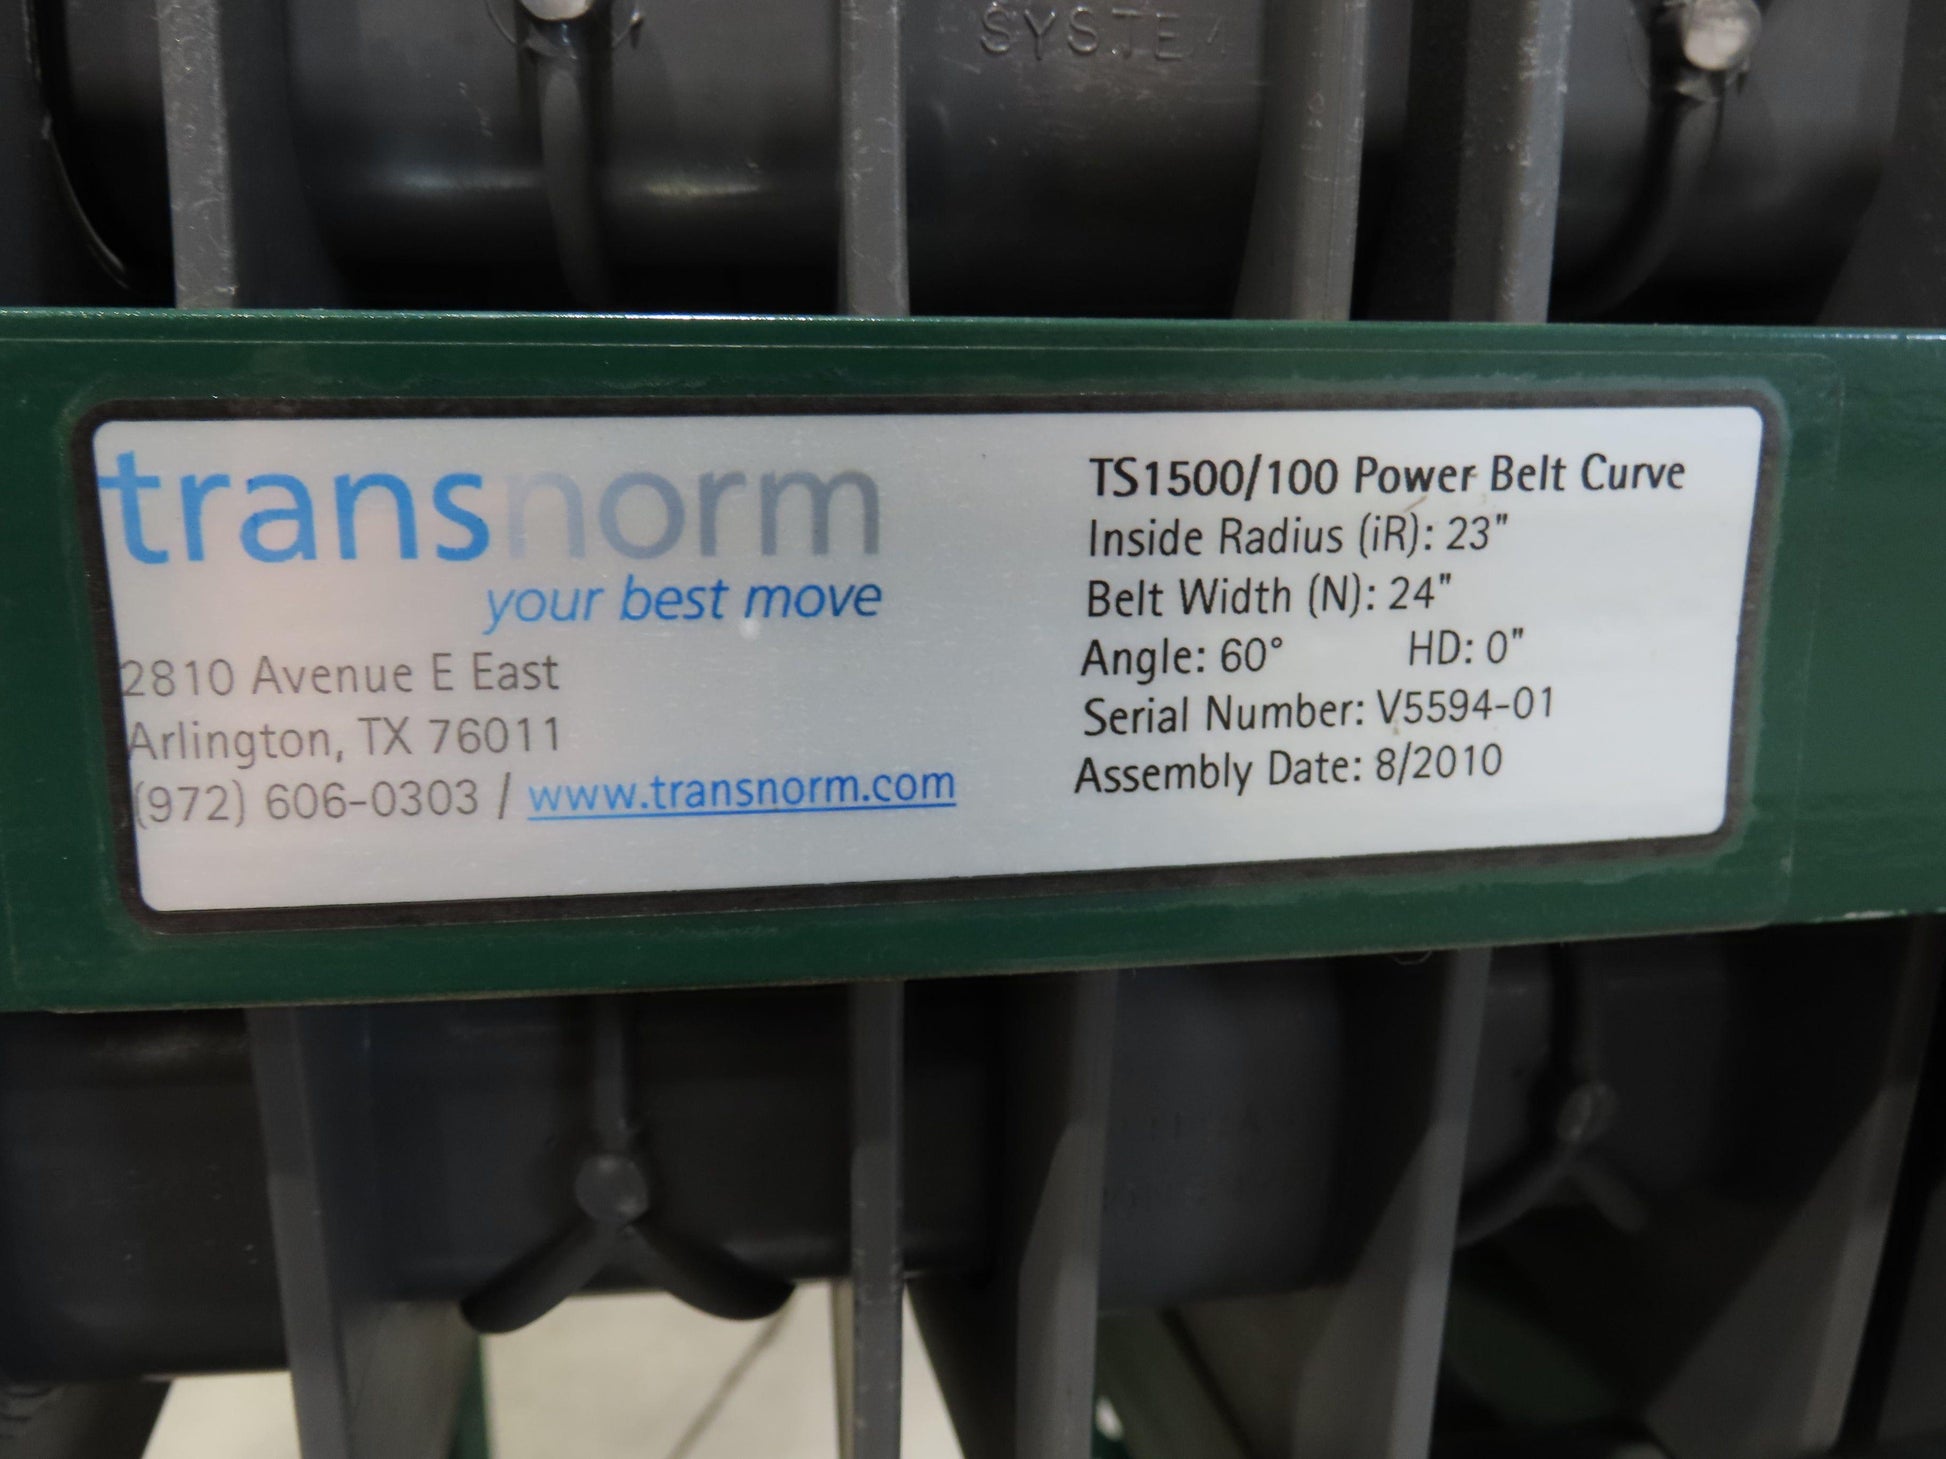 SYSTEM
transnorm
your best move
2810 Avenue E East
Arlington, TX 76011
(972) 606-0303 / www.transnorm.com
TS1500/100 Power Belt Curve
Inside Radius (iR): 23"
Belt Width (N): 24"
Angle: 60° HD: 0"
Serial Number: V5594-01
Assembly Date: 8/2010